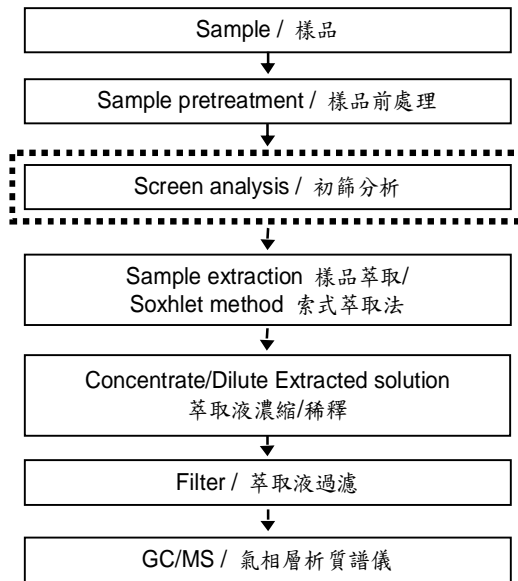 Sample / 樣品
Sample pretreatment / 樣品前處理
Screen analysis / 初篩分析
Sample extraction 樣品萃取/
Soxhlet method 索式萃取法
Concentrate/Dilute Extracted solution
萃取液濃縮/稀釋
Filter / 萃取液過濾
GC/MS / 氣相層析質譜儀